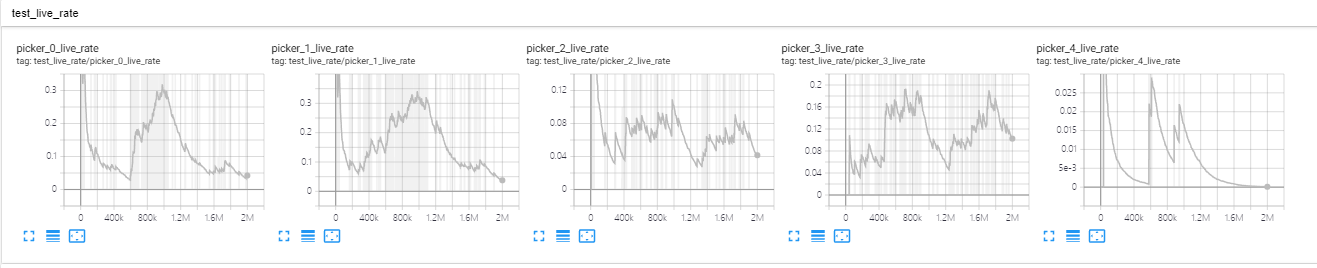 test_live_rate
picker_0_live_rate
tag: test_live_rate/picker_0_live_rate
0.3
0.2
0.1
0
0 400k 800k 1.2M 1.6M 2M
picker_1_live_rate
tag: test_live_rate/picker_1_live_rate
0.3
0.2
0.1
0
0 400k 800k 1.2M 1.6M 2M
picker_2_live_rate
tag: test_live_rate/picker_2_live_rate
0.12
0.08
0.04
0
0 400k 800k 1.2M 1.6M 2M
picker_3_live_rate
tag: test_live_rate/picker_3_live_rate
0.2
0.16
0.12
0.08
0.04
0
0 400k 800k 1.2M 1.6M 2M
picker_4_live_rate
tag: test_live_rate/picker_4_live_rate
0.025
0.02
0.015
0.01
5e-3
0
0 400k 800k 1.2M 1.6M 2M